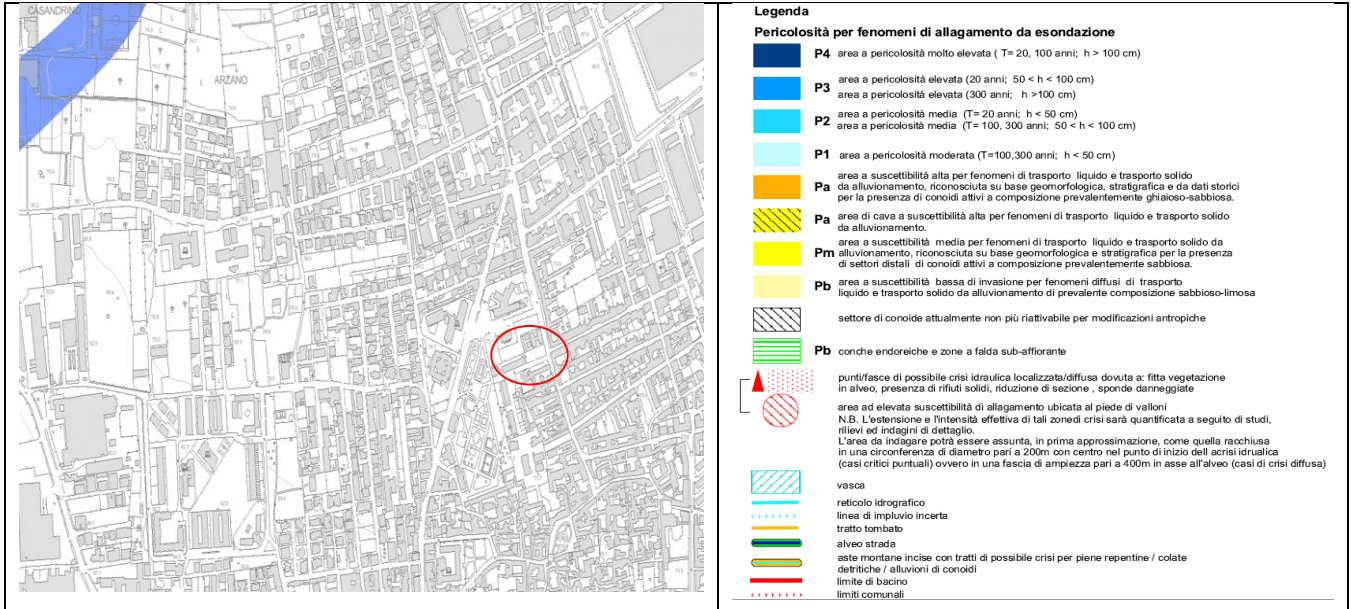 CASANDRINO
ARZANO
Legenda
Pericolosità per fenomeni di allagamento da esondazione
P4 area a pericolosità molto elevata ( T= 20, 100 anni; h > 100 cm)
P3 area a pericolosità elevata (20 anni; 50 < h < 100 cm)
area a pericolosità elevata (300 anni; h >100 cm)
P2 area a pericolosità media (T= 20 anni; h < 50 cm)
area a pericolosità media (T= 100, 300 anni; 50 < h < 100 cm)
P1 area a pericolosità moderata (T=100,300 anni; h < 50 cm)
area a suscettibilità alta per fenomeni di trasporto liquido e trasporto solido
Pa da alluvionamento, riconosciuta su base geomorfologica, stratigrafica e da dati storici
per la presenza di conoidi attivi a composizione prevalentemente ghiaioso-sabbiosa.
Pa area di cava a suscettibilità alta per fenomeni di trasporto liquido e trasporto solido
da alluvionamento.
area a suscettibilità media per fenomeni di trasporto liquido e trasporto solido da
Pm alluvionamento, riconosciuta su base geomorfologica e stratigrafica per la presenza
di settori distali di conoidi attivi a composizione prevalentemente sabbiosa.
Pb area a suscettibilità bassa di invasione per fenomeni diffusi di trasporto
liquido e trasporto solido da alluvionamento di prevalente composizione sabbioso-limosa
settore di conoide attualmente non più riattivabile per modificazioni antropiche
Pb conche endoreiche e zone a falda sub-affiorante
punti/fasce di possibile crisi idraulica localizzata/diffusa dovuta a: fitta vegetazione
in alveo, presenza di rifiuti solidi, riduzione di sezione , sponde danneggiate
area ad elevata suscettibilità di allagamento ubicata al piede di valloni
N.B. L'estensione e l'intensità effettiva di tali zonedi crisi sarà quantificata a seguito di studi,
rilievi ed indagini di dettaglio.
L'area da indagare potrà essere assunta, in prima approssimazione, come quella racchiusa
in una circonferenza di diametro pari a 200m con centro nel punto di inizio dell acrisi idrualica
(casi critici puntuali) ovvero in una fascia di ampiezza pari a 400m in asse all'alveo (casi di crisi diffusa)
vasca
reticolo idrografico
linea di impluvio incerta
tratto tombato
alveo strada
aste montane incise con tratti di possibile crisi per piene repentine / colate
detritiche / alluvioni di conoidi
limite di bacino
limiti comunali